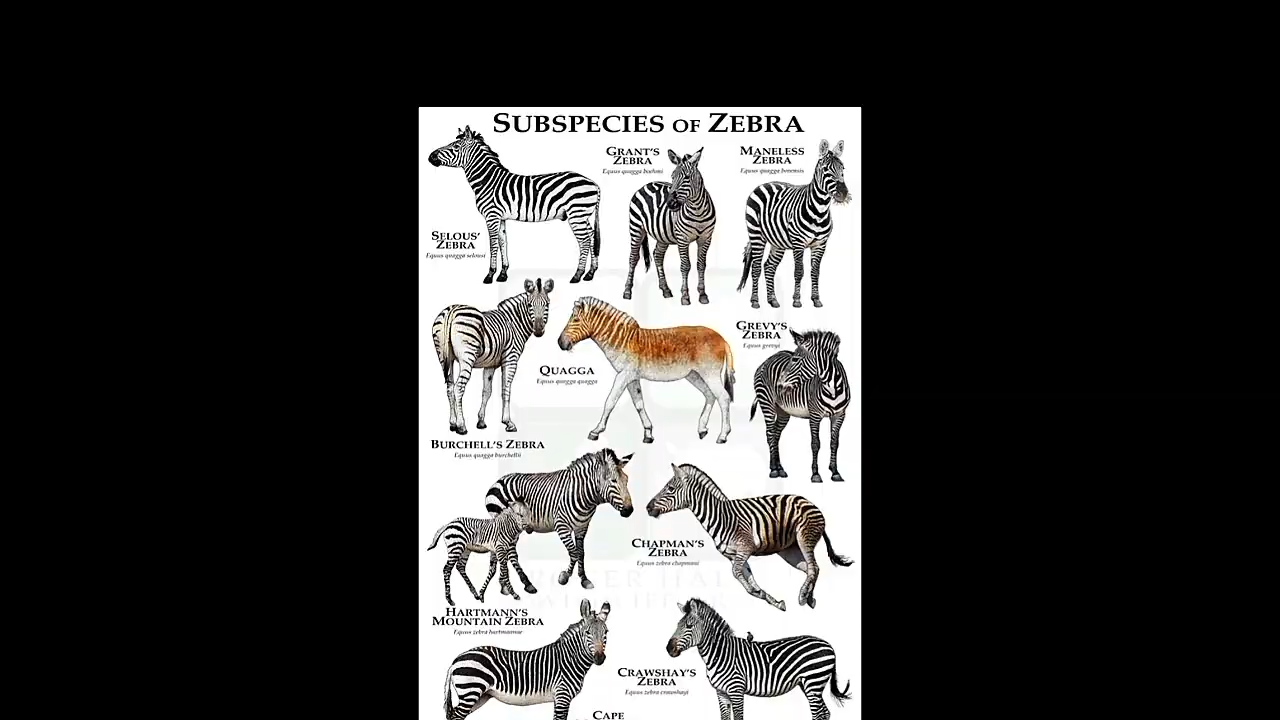 SUBSPECIES OF ZEBRA
GRANT'S
ZEBRA
Equus quagga boehmi
MANELESS
ZEBRA
Equus quagga borensis
SELOUS'
ZEBRA
Equus quagga selousi
GREVY'S
ZEBRA
Equus grevyi
QUAGGA
Equus quagga quagga
BURCHELL'S ZEBRA
Equus quagga burchellii
CHAPMAN'S
ZEBRA
Equus zebra chapmani
HARTMANN'S
MOUNTAIN ZEBRA
Equus zebra hartmannae
CRAWSHAY'S
ZEBRA
Equus zebra crawshayi
CAPE